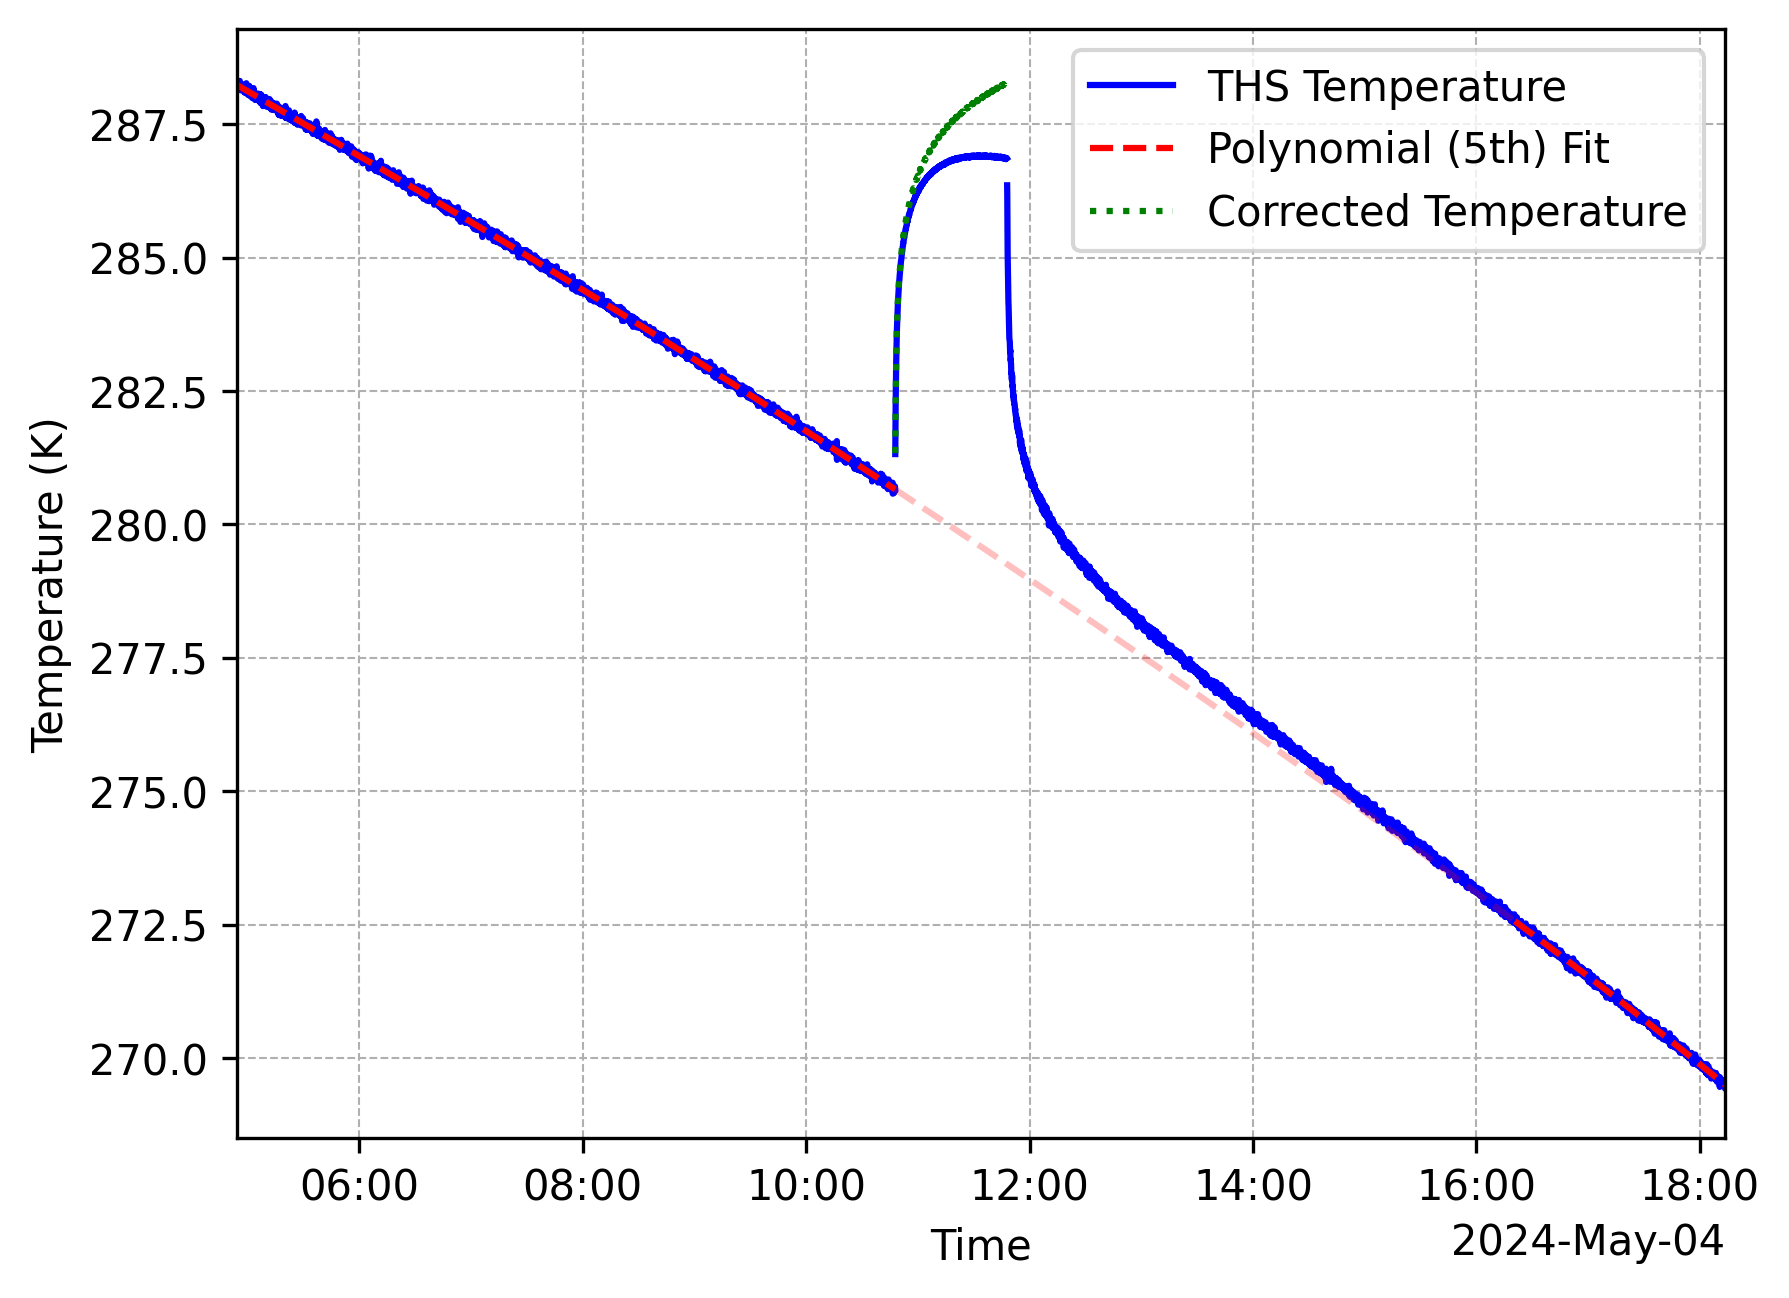 THS Temperature
Polynomial (5th) Fit
Corrected Temperature
287.5
285.0
282.5
280.0
277.5
275.0
272.5
270.0
Temperature (K)
06:00 08:00 10:00 12:00 14:00 16:00 18:00
Time
2024-May-04